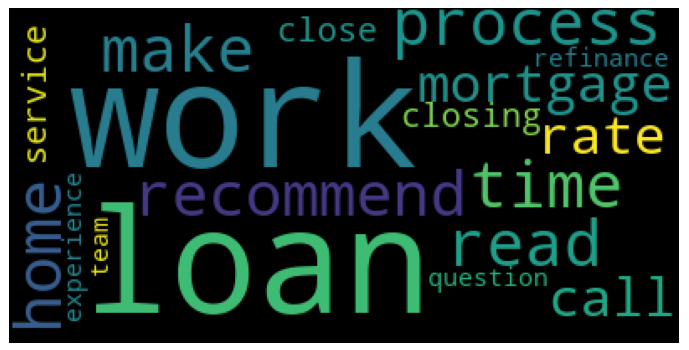 close
process
make
refinance
service
work
mortgage
closing
rate
recommend
time
home
experience
team
loan
read
question
call